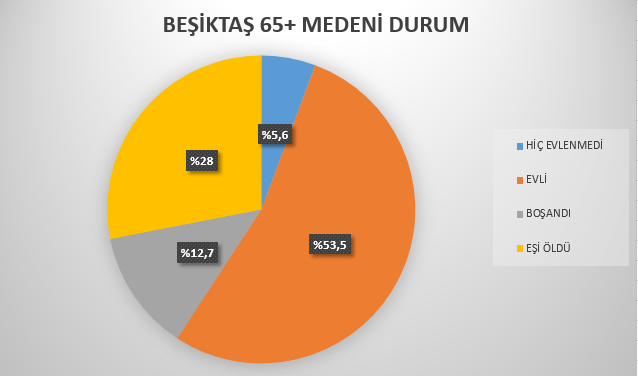 BEŞİKTAŞ 65+ MEDENİ DURUM
%5,6
%28
%53,5
%12,7
HİÇ EVLENMEDİ
EVLİ
BOŞANDI
EŞİ ÖLDÜ